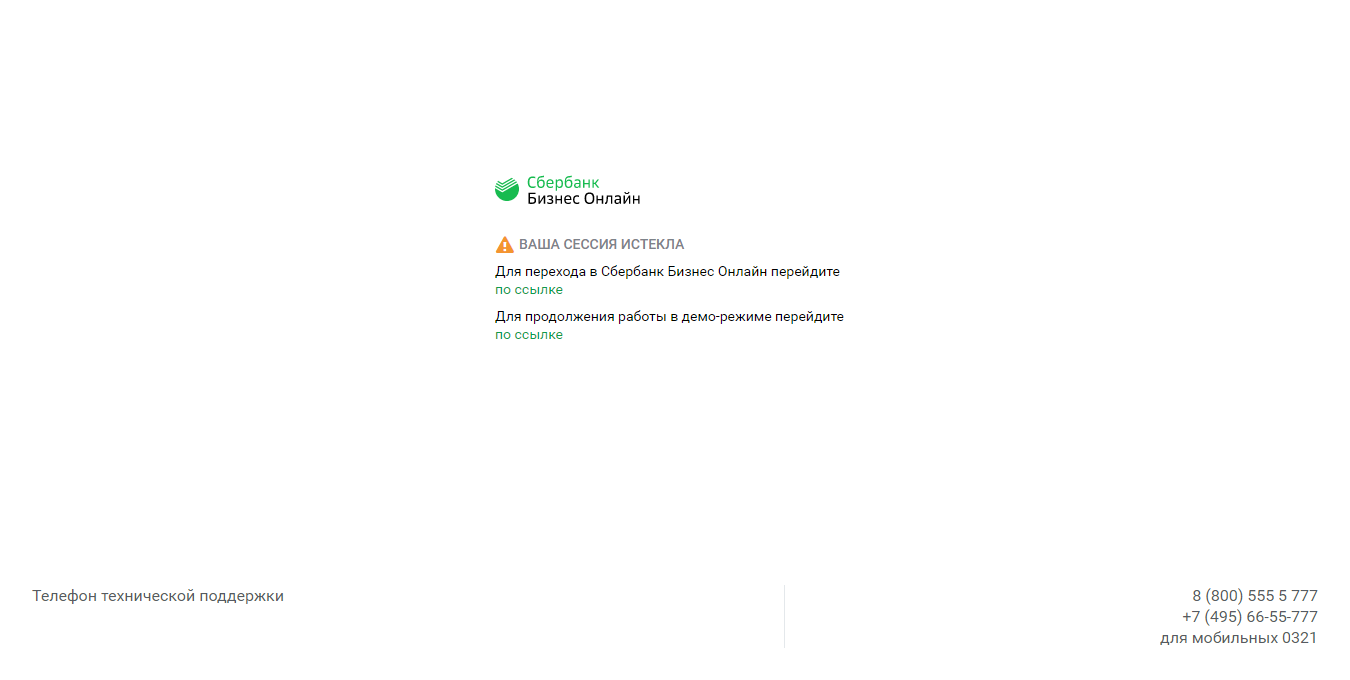 Сбербанк
Бизнес Онлайн
ВАША СЕССИЯ ИСТЕКЛА
Для перехода в Сбербанк Бизнес Онлайн перейдите
по ссылке
Для продолжения работы в демо-режиме перейдите
по ссылке
Телефон технической поддержки
8 (800) 555 5 777
+7 (495) 66-55-777
для мобильных 0321